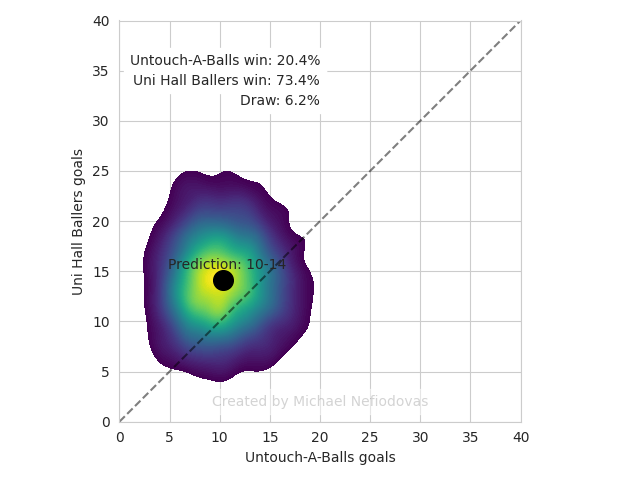 40
35
30
25
20
15
10
5
0
Uni Hall Ballers goals
Untouch-A-Balls win: 20.4%
Uni Hall Ballers win: 73.4%
Draw: 6.2%
Prediction: 10-14
Created by Michael Nefiodovas
0 5 10 15 20 25 30 35 40
Untouch-A-Balls goals